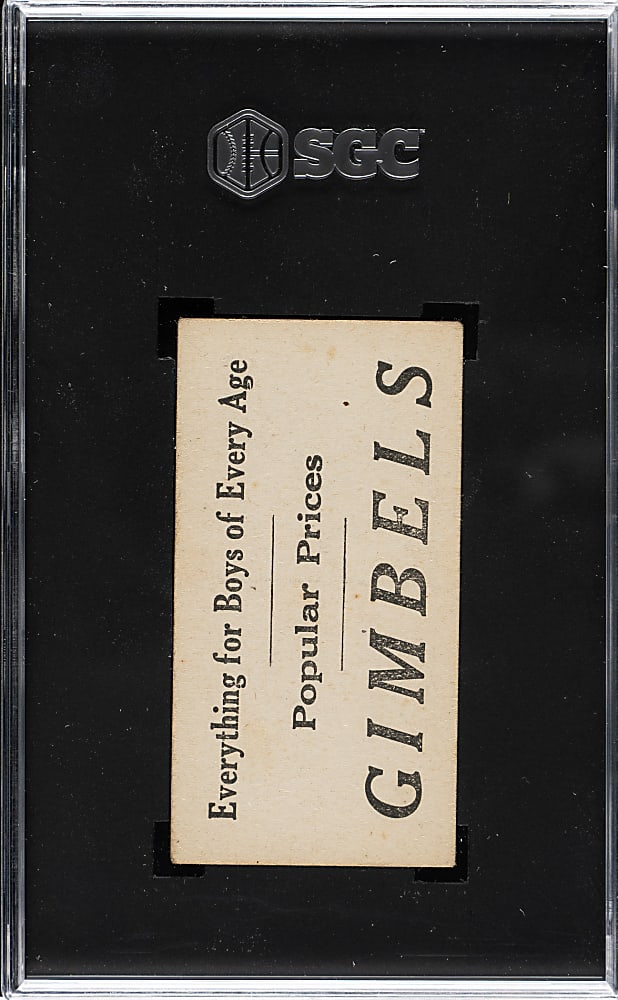 SGC
Everything for Boys of Every Age
Popular Prices
GIMBELS